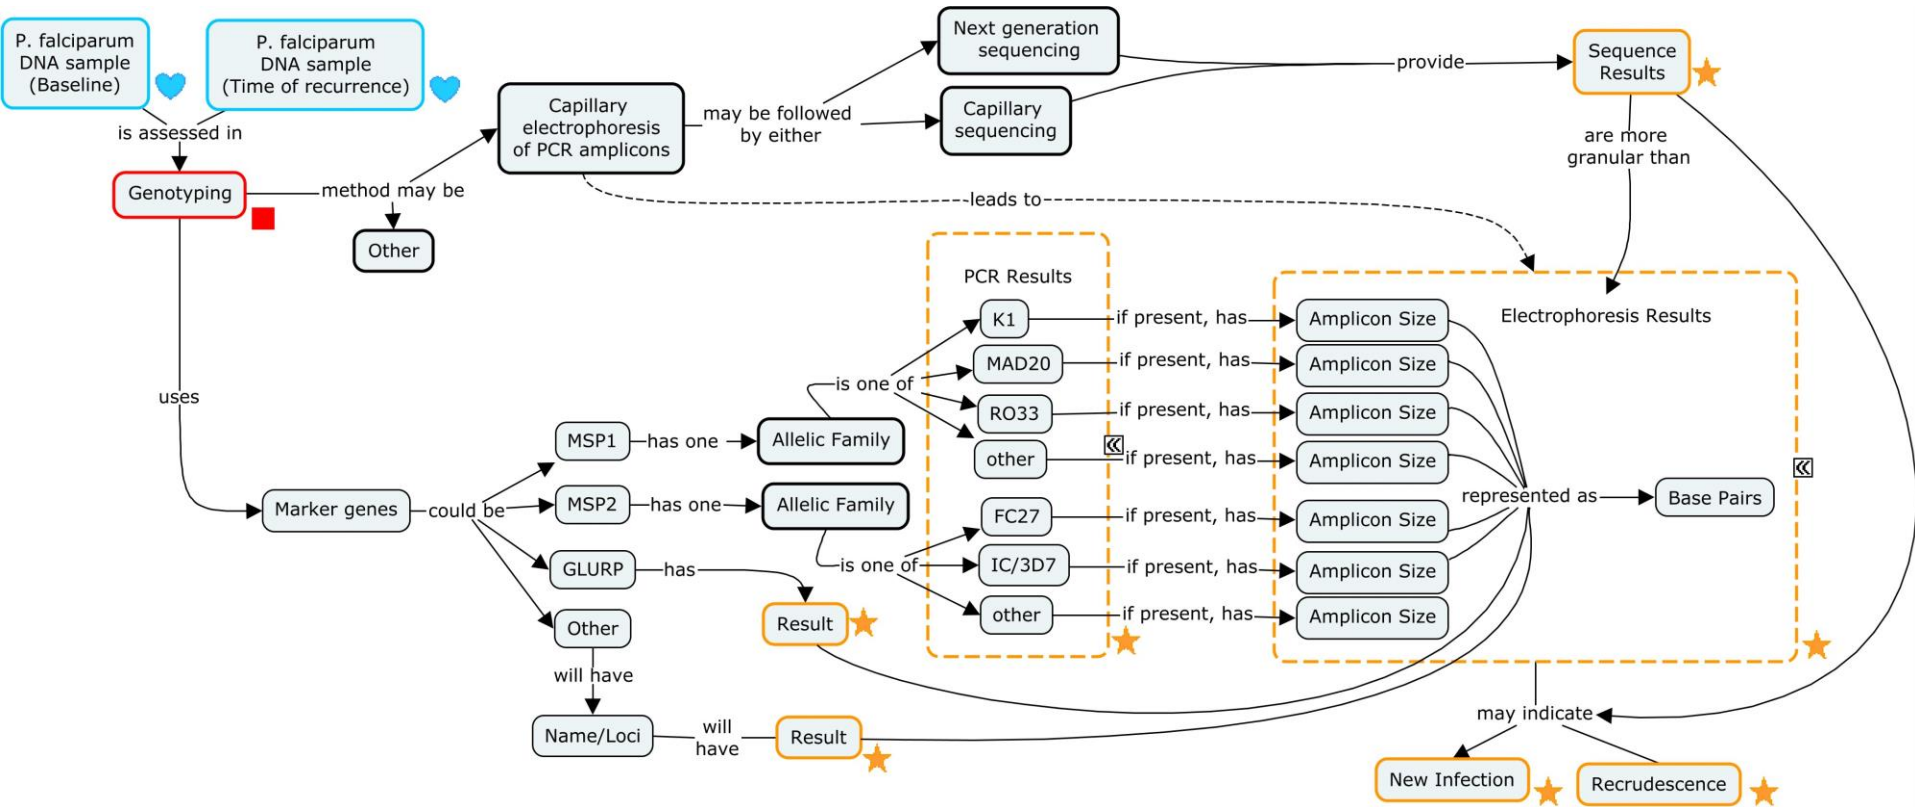 P. falciparum
DNA sample
(Baseline)
P. falciparum
DNA sample
(Time of recurrence)
is assessed in
Genotyping
method may be
Other
Capillary
electrophoresis
of PCR amplicons
may be followed
by either
Next generation
sequencing
Capillary
sequencing
provide
Sequence
Results
are more
granular than
leads to
uses
Marker genes
could be
MSP1
has one
Allelic Family
is one of
MSP2
has one
Allelic Family
is one of
GLURP
has
Result
Other
will have
Name/Loci
will
have
Result
PCR Results
K1
if present, has
Amplicon Size
MAD20
if present, has
Amplicon Size
RO33
if present, has
Amplicon Size
other
if present, has
Amplicon Size
FC27
if present, has
Amplicon Size
IC/3D7
if present, has
Amplicon Size
other
if present, has
Amplicon Size
Electrophoresis Results
represented as
Base Pairs
may indicate
New Infection
Recrudescence